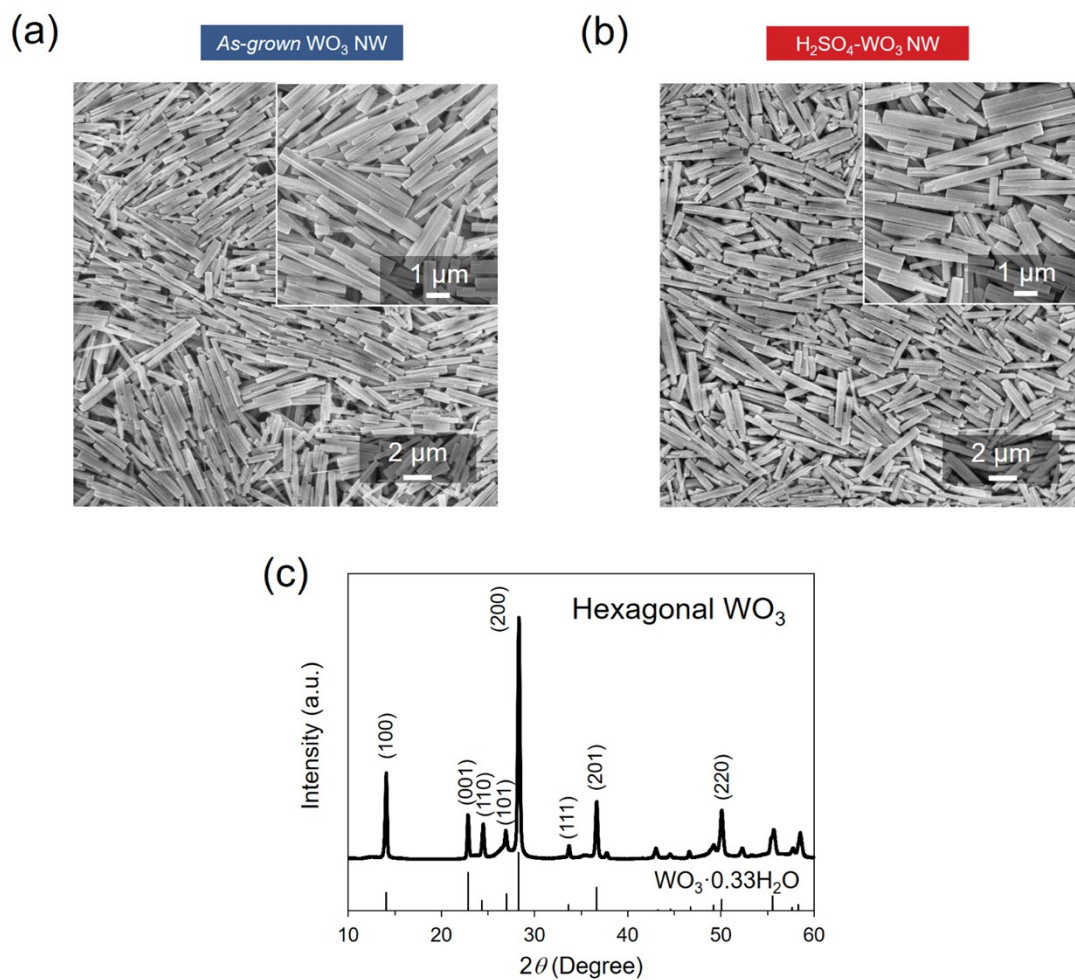 (a)
As-grown WO₃ NW
1 μm
2 μm
(b)
H₂SO₄-WO₃ NW
1 μm
2 μm
(c)
Hexagonal WO₃
Intensity (a.u.)
(100)
(001)
(110)
(101)
(200)
(111)
(201)
(220)
WO₃·0.33H₂O
10
20
30
40
50
60
2θ (Degree)